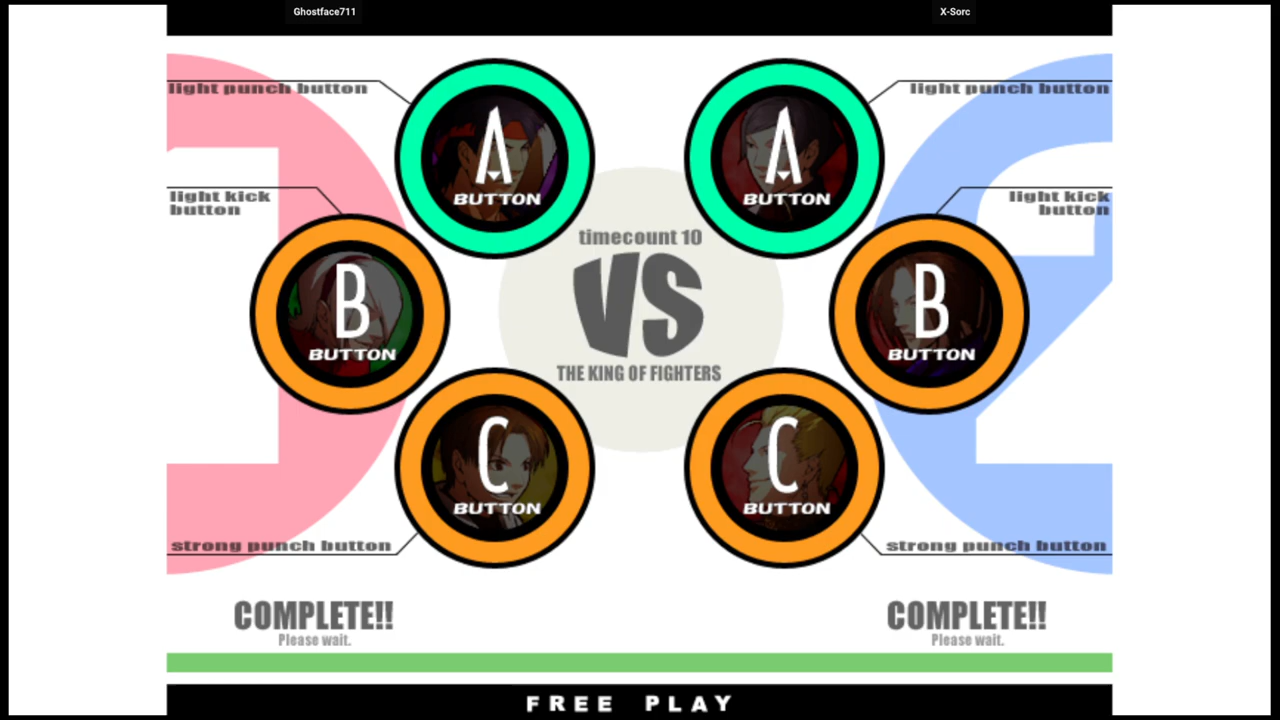 Ghostface711
X-Sorc
light punch button
light punch button
A
BUTTON
A
BUTTON
light kick
button
light kick
button
timecount 10
VS
THE KING OF FIGHTERS
B
BUTTON
B
BUTTON
C
BUTTON
C
BUTTON
strong punch button
strong punch button
COMPLETE!!
Please wait.
COMPLETE!!
Please wait.
FREE PLAY